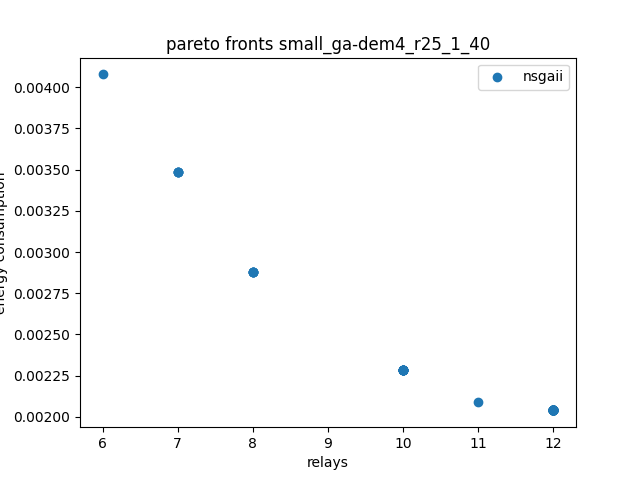 pareto fronts small_ga-dem4_r25_1_40
nsgaii
0.00400
0.00375
0.00350
0.00325
0.00300
0.00275
0.00250
0.00225
0.00200
energy consumption
6 7 8 9 10 11 12
relays